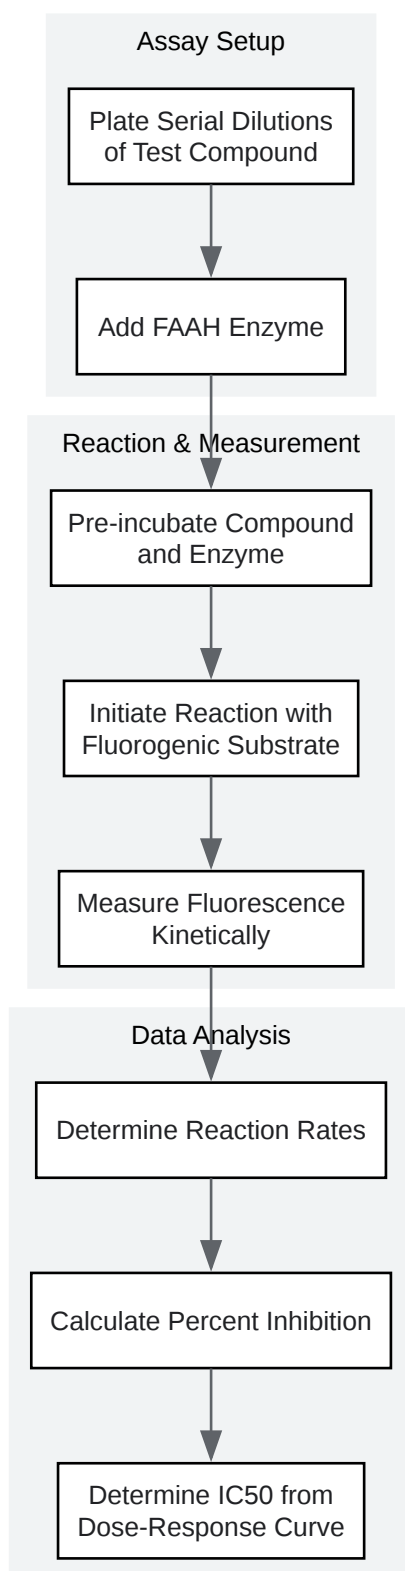 Assay Setup
Plate Serial Dilutions
of Test Compound
Add FAAH Enzyme
Reaction & Measurement
Pre-incubate Compound
and Enzyme
Initiate Reaction with
Fluorogenic Substrate
Measure Fluorescence
Kinetically
Data Analysis
Determine Reaction Rates
Calculate Percent Inhibition
Determine IC50 from
Dose-Response Curve